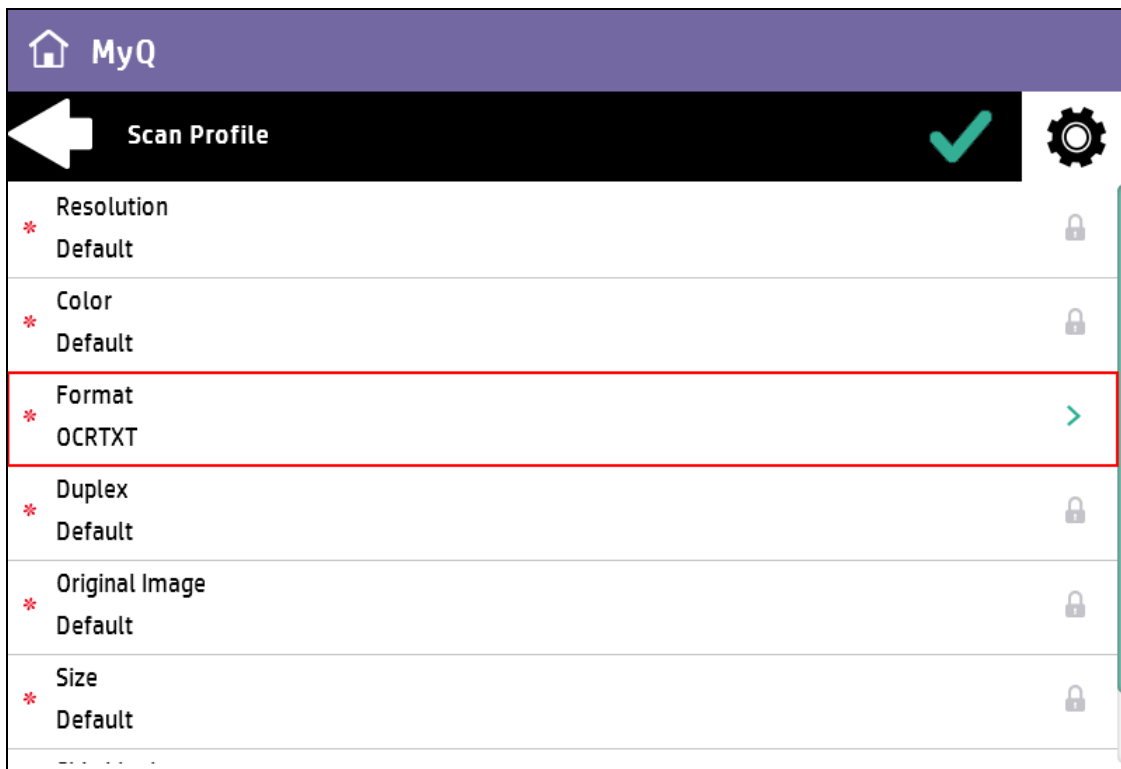 MyQ
Scan Profile
Resolution
Default
Color
Default
Format
OCRTXT
Duplex
Default
Original Image
Default
Size
Default